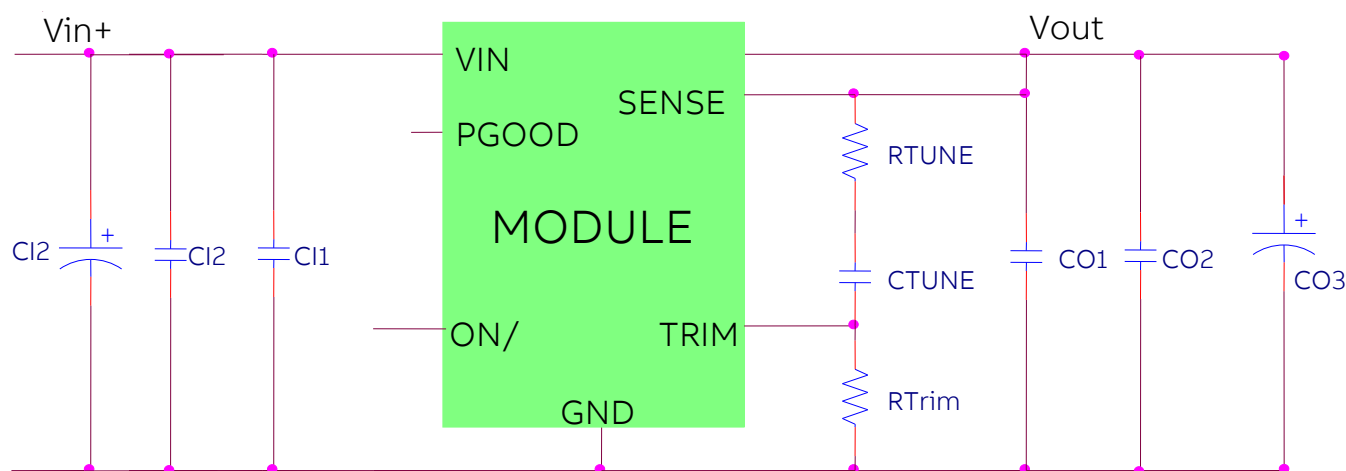 Vin+
Vout
VIN
SENSE
PGOOD
RTUNE
MODULE
+
CI2
CI2
CI1
CTUNE
CO1
CO2
+
CO3
ON/
TRIM
RTrim
GND